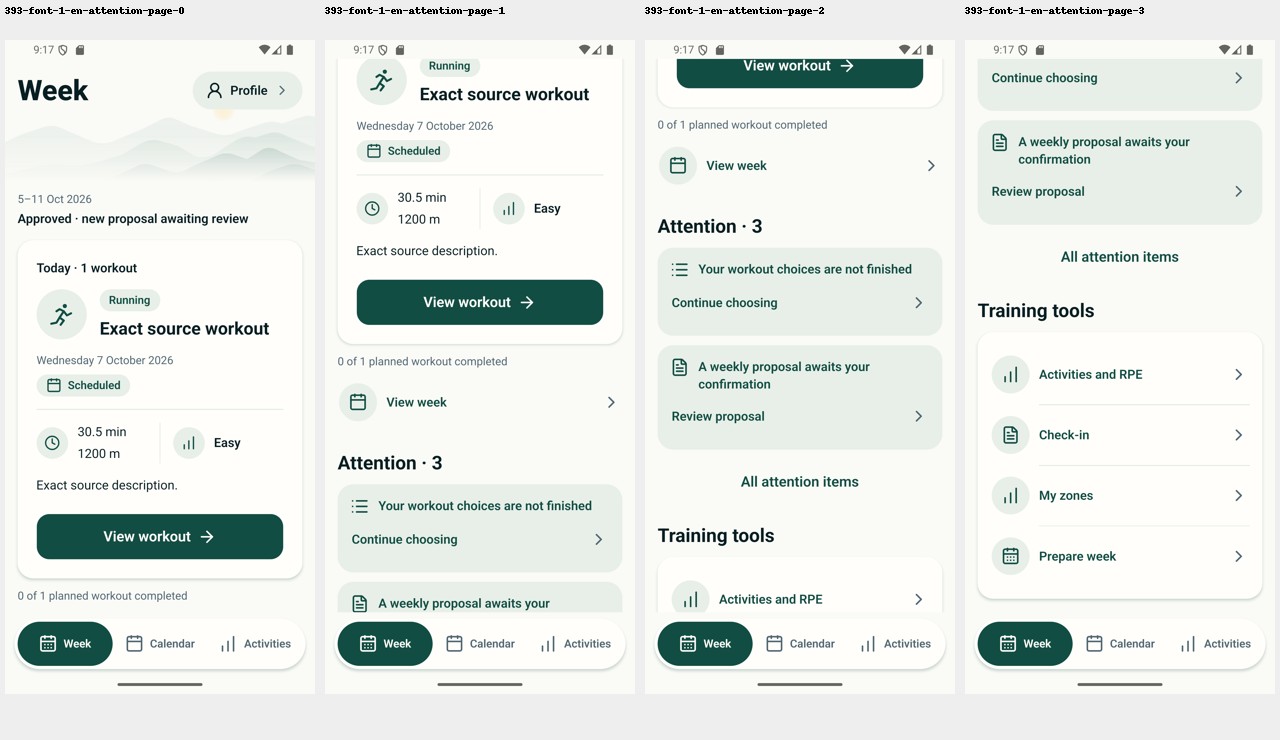 393-font-1-en-attention-page-0
9:17
Week
Profile
5–11 Oct 2026
Approved · new proposal awaiting review
Today · 1 workout
Running
Exact source workout
Wednesday 7 October 2026
Scheduled
30.5 min
1200 m
Easy
Exact source description.
View workout
0 of 1 planned workout completed
Week
Calendar
Activities
393-font-1-en-attention-page-1
9:17
Running
Exact source workout
Wednesday 7 October 2026
Scheduled
30.5 min
1200 m
Easy
Exact source description.
View workout
0 of 1 planned workout completed
View week
Attention · 3
Your workout choices are not finished
Continue choosing
A weekly proposal awaits your
Week
Calendar
Activities
393-font-1-en-attention-page-2
9:17
View workout
0 of 1 planned workout completed
View week
Attention · 3
Your workout choices are not finished
Continue choosing
A weekly proposal awaits your
confirmation
Review proposal
All attention items
Training tools
Activities and RPE
Week
Calendar
Activities
393-font-1-en-attention-page-3
9:17
Continue choosing
A weekly proposal awaits your
confirmation
Review proposal
All attention items
Training tools
Activities and RPE
Check-in
My zones
Prepare week
Week
Calendar
Activities